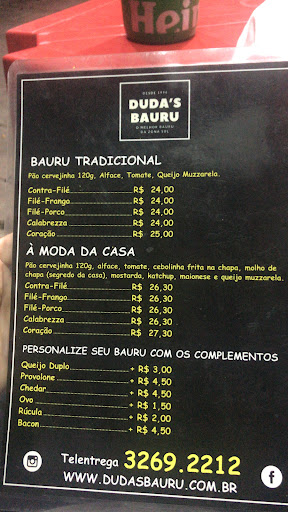 Hei
DESDE 1990
DUDA'S
BAURU
O MELHOR BAURU
DA ZONA SUL
BAURU TRADICIONAL
Pão cervejinha 120g, Alface, Tomate, Queijo Muzzarela.
Contra-Filé R$ 24,00
Filé-Frango R$ 24,00
Filé-Porco R$ 24,00
Calabrezza R$ 24,00
Coração R$ 25,00
À MODA DA CASA
Pão cervejinha 120g, alface, tomate, cebolinha frita na chapa, molho de
chapa (segredo da casa), mostarda, katchup, maionese e queijo muzzarela.
Contra-Filé R$ 26,30
Filé-Frango R$ 26,30
Filé-Porco R$ 26,30
Calabrezza R$ 26,30
Coração R$ 27,30
PERSONALIZE SEU BAURU COM OS COMPLEMENTOS
Queijo Duplo + R$ 3,00
Provolone + R$ 4,50
Chedar + R$ 4,50
Ovo + R$ 1,50
Rúcula + R$ 2,00
Bacon + R$ 4,50
Telentrega 3269.2212
WWW.DUDASBAURU.COM.BR